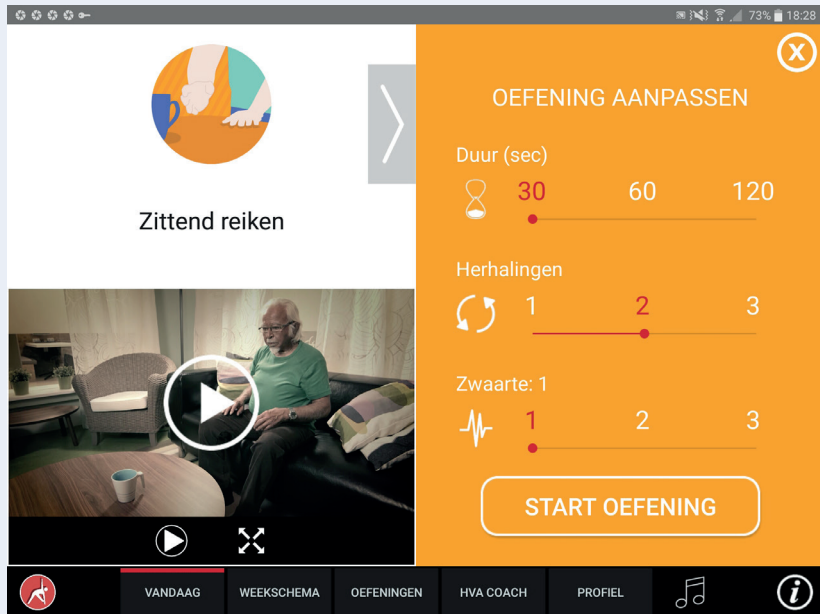 73% 18:28
Zittend reiken
OEFENING AANPASSEN
Duur (sec)
30 60 120
Herhalingen
1 2 3
Zwaarte: 1
1 2 3
START OEFENING
VANDAAG WEEKSCHEMA OEFENINGEN HVA COACH PROFIEL